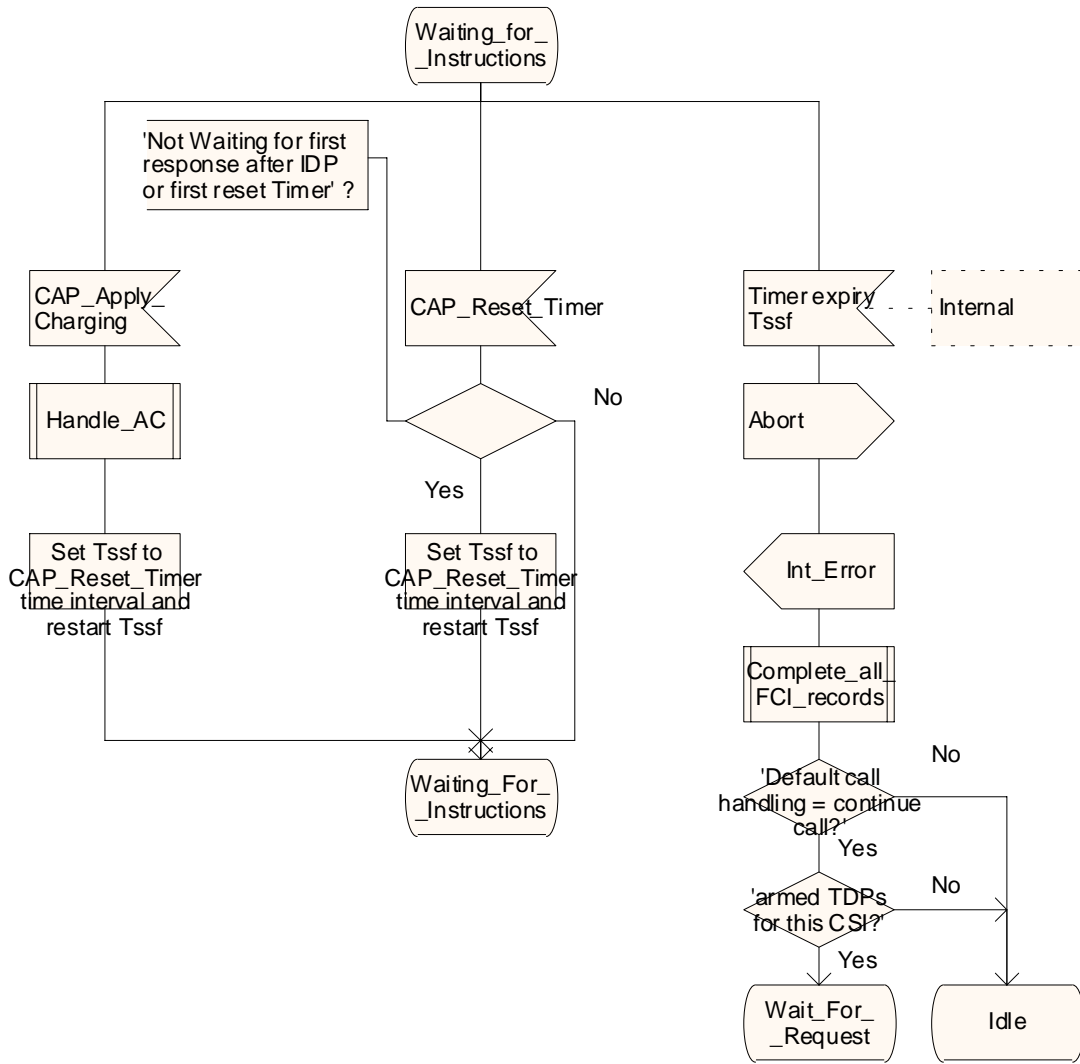 Waiting_for_
_Instructions
'Not Waiting for first
response after IDP
or first reset Timer' ?
CAP_Apply_
Charging
CAP_Reset_Timer
Timer expiry
Tssf
Internal
Handle_AC
No
Abort
Yes
Set Tssf to
CAP_Reset_Timer
time interval and
restart Tssf
Set Tssf to
CAP_Reset_Timer
time interval and
restart Tssf
Int_Error
Complete_all_
FCI_records
Waiting_For_
_Instructions
'Default call
handling = continue
call?'
No
Yes
'armed TDPs
for this CSI?'
No
Yes
Wait_For_
_Request
Idle